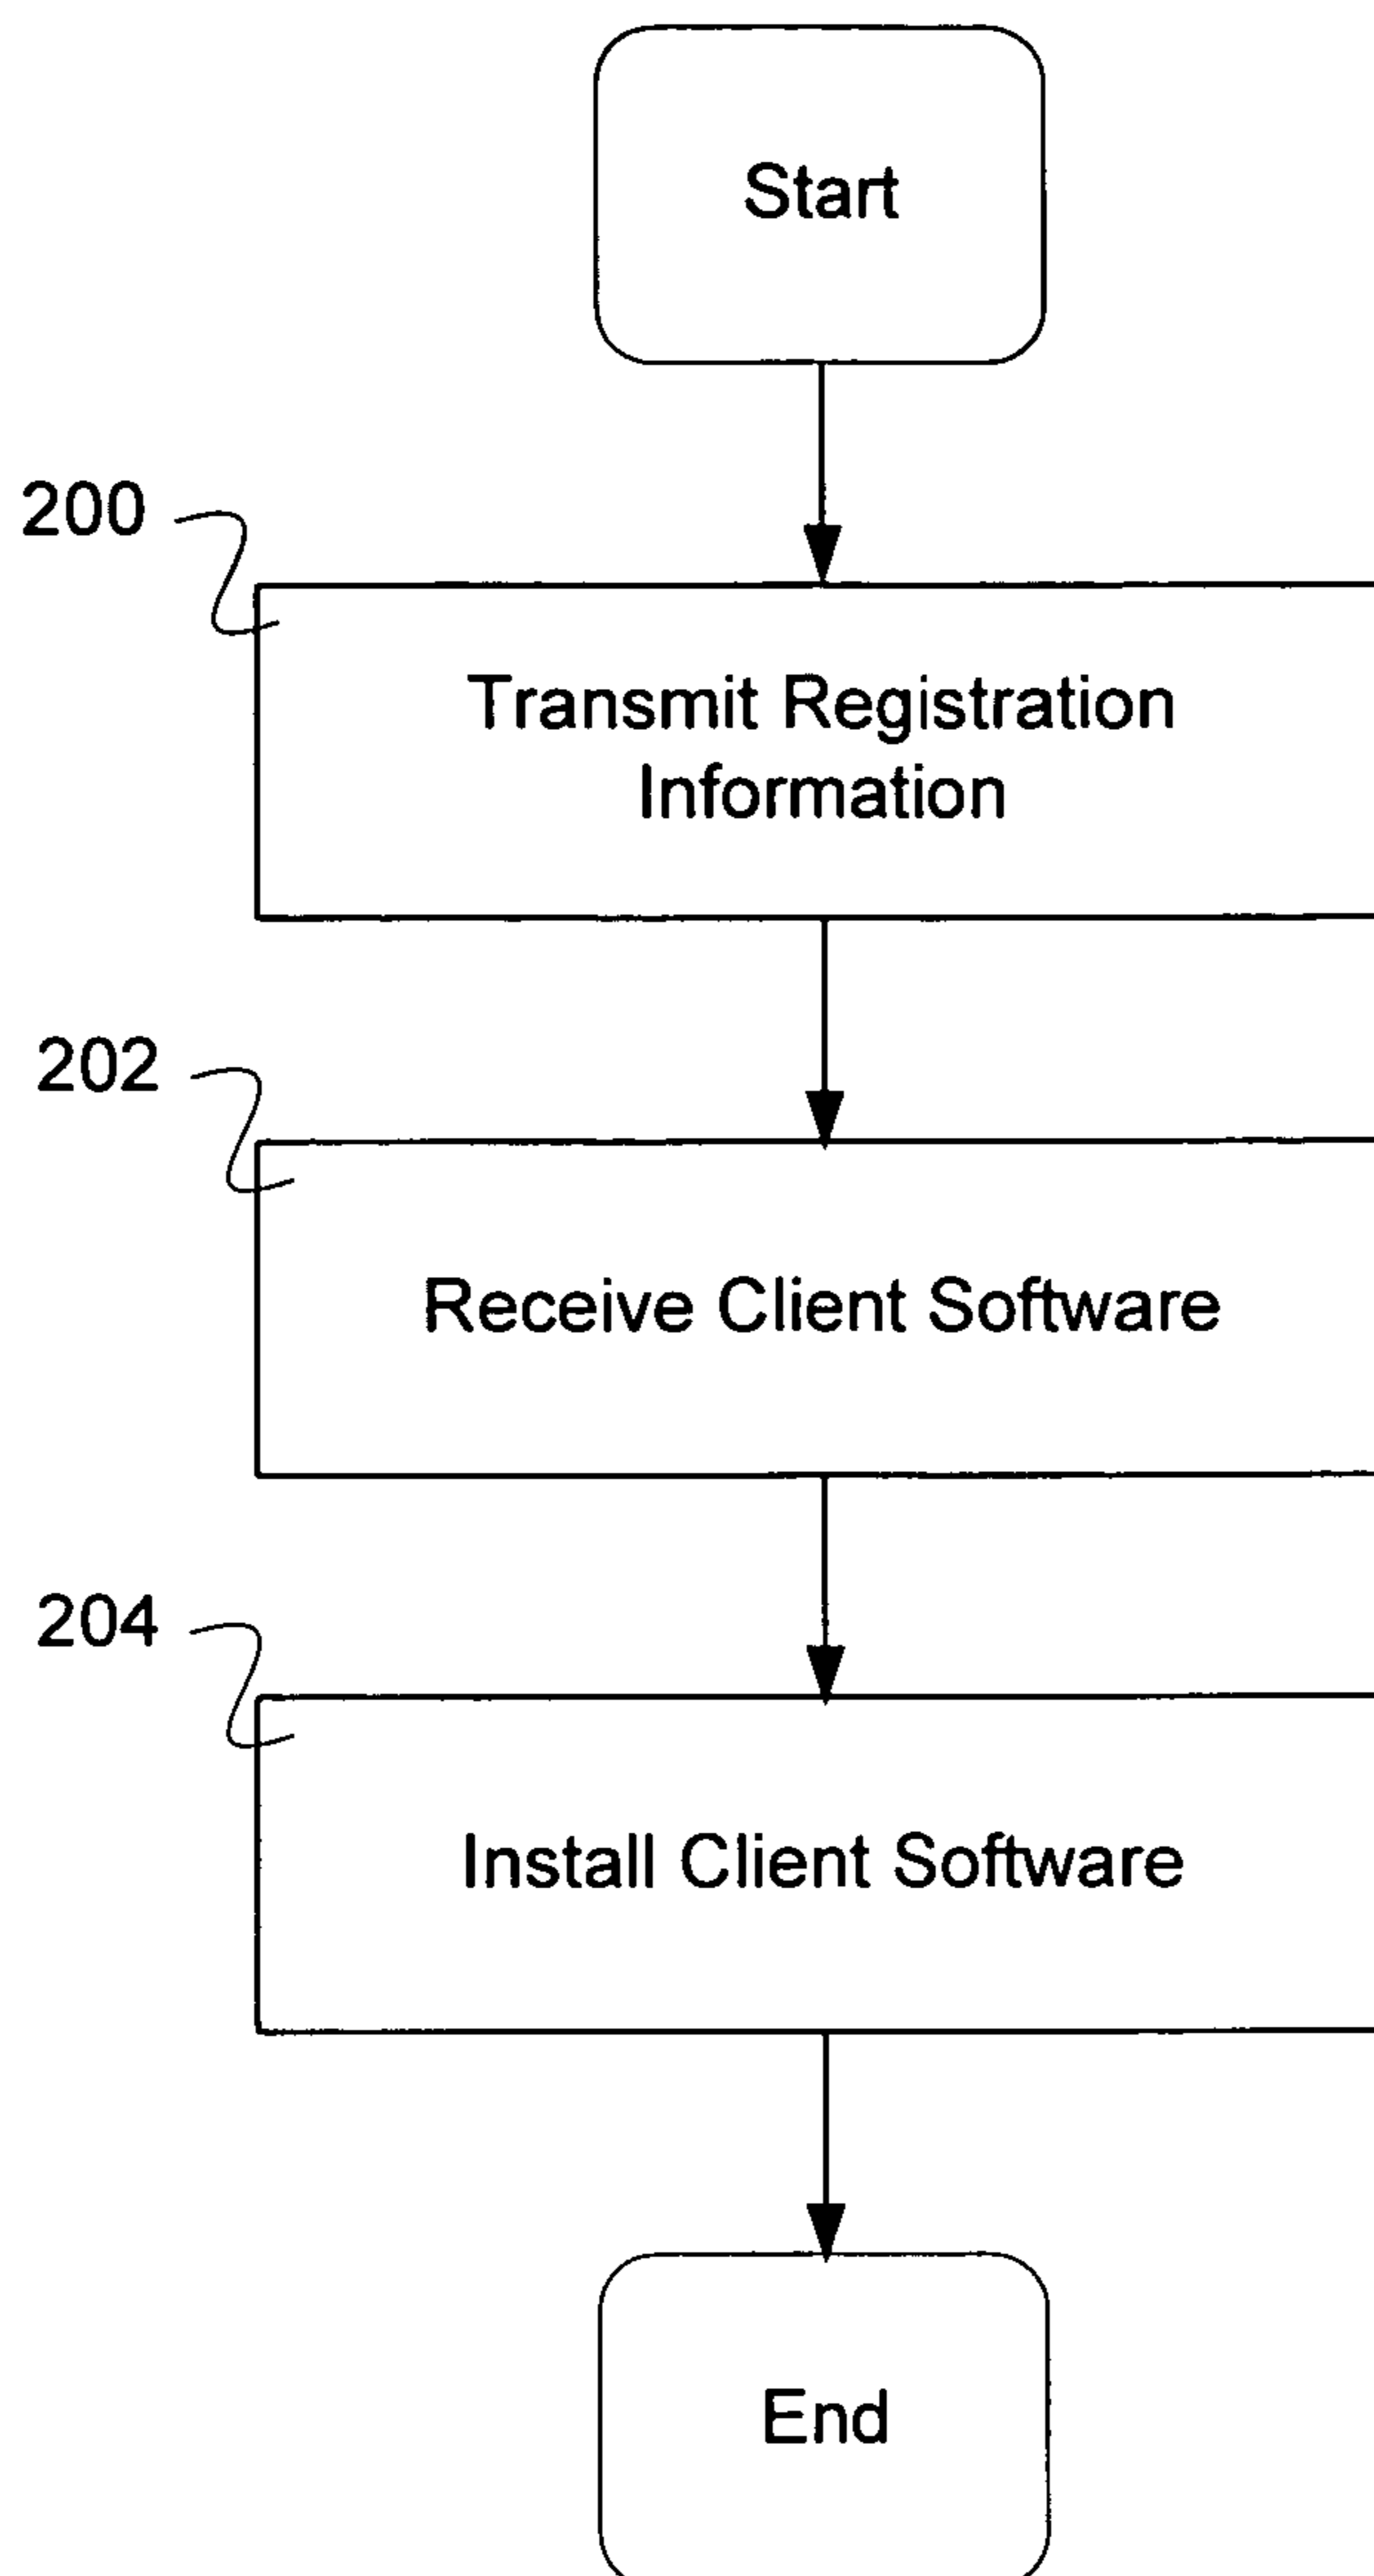 Start
200
Transmit Registration
Information
202
Receive Client Software
204
Install Client Software
End